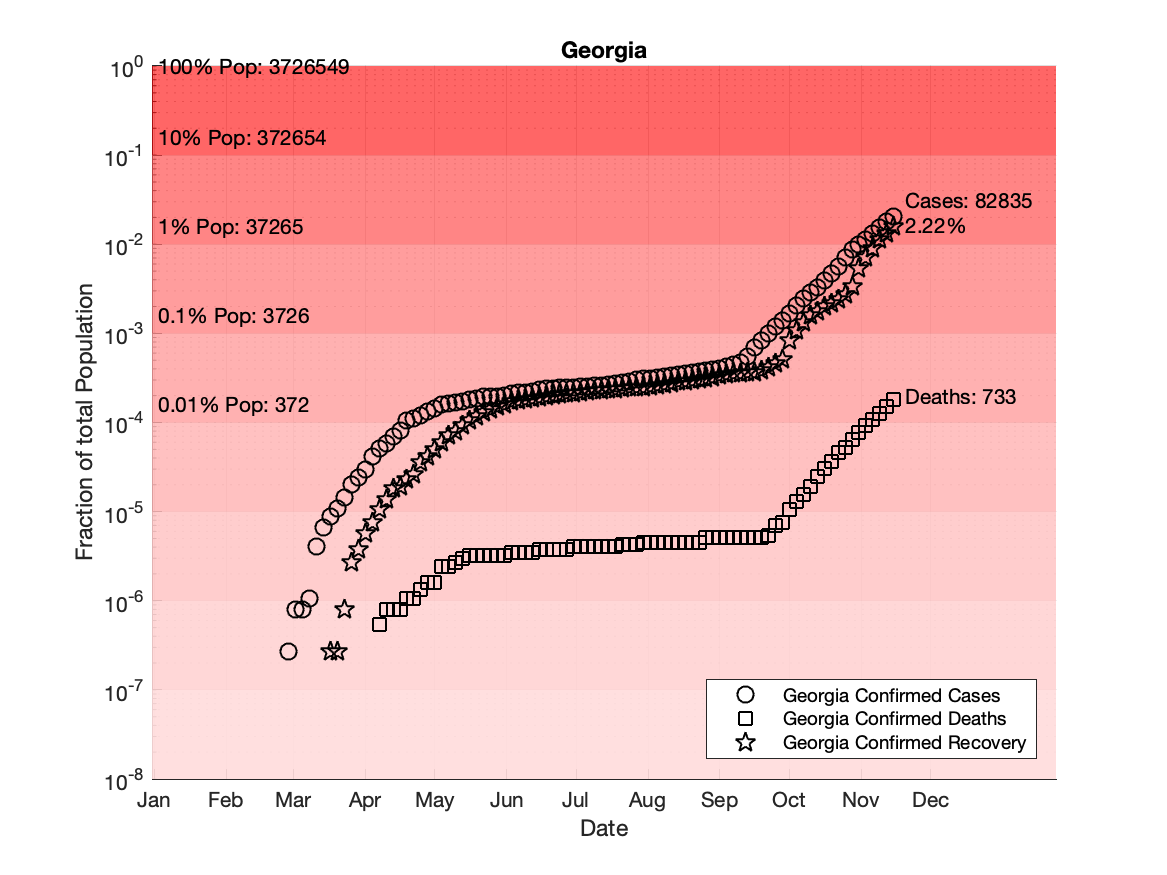 Georgia
10^0
100% Pop: 3726549
10% Pop: 372654
10^-1
Cases: 82835
1% Pop: 37265
2.22%
10^-2
0.1% Pop: 3726
10^-3
Deaths: 733
0.01% Pop: 372
10^-4
10^-5
10^-6
10^-7
10^-8
Fraction of total Population
Georgia Confirmed Cases
Georgia Confirmed Deaths
Georgia Confirmed Recovery
Jan Feb Mar Apr May Jun Jul Aug Sep Oct Nov Dec
Date